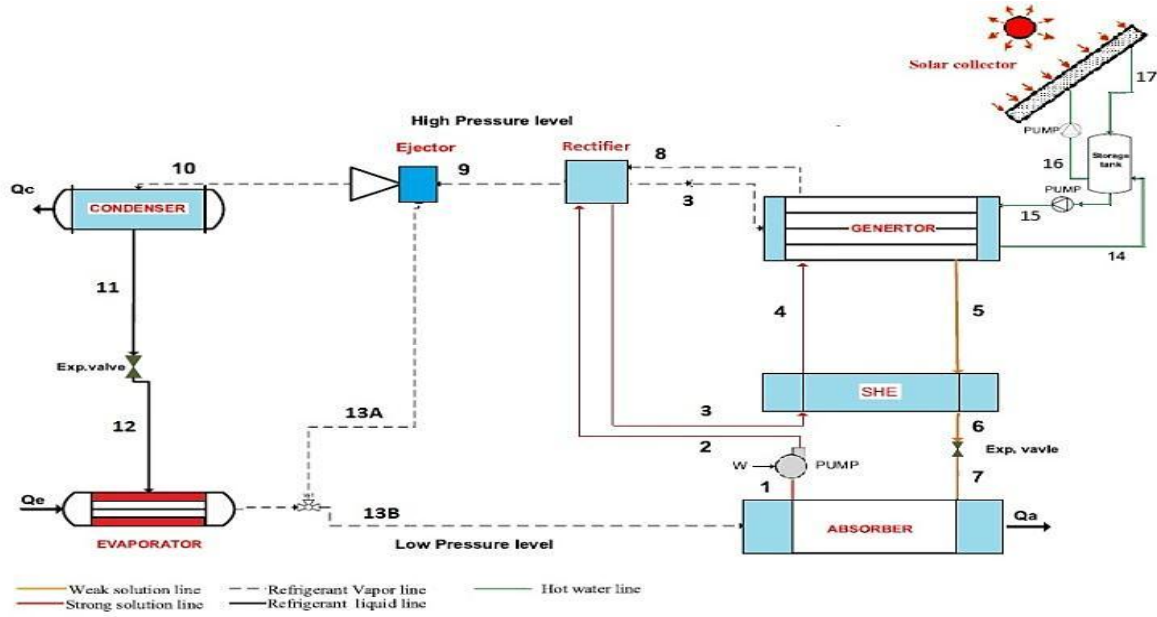 Solar collector
17
High Pressure level
PUMP
Ejector
Rectifier
8
Storage
tank
10
9
16
Qc
PUMP
CONDENSER
3
15
GENERTOR
14
11
4
5
Exp.valve
SHE
13A
3
6
12
2
Exp. vavle
W
PUMP
1
7
Qe
13B
ABSORBER
Qa
EVAPORATOR
Low Pressure level
Weak solution line
Refrigerant Vapor line
Hot water line
Strong solution line
Refrigerant liquid line